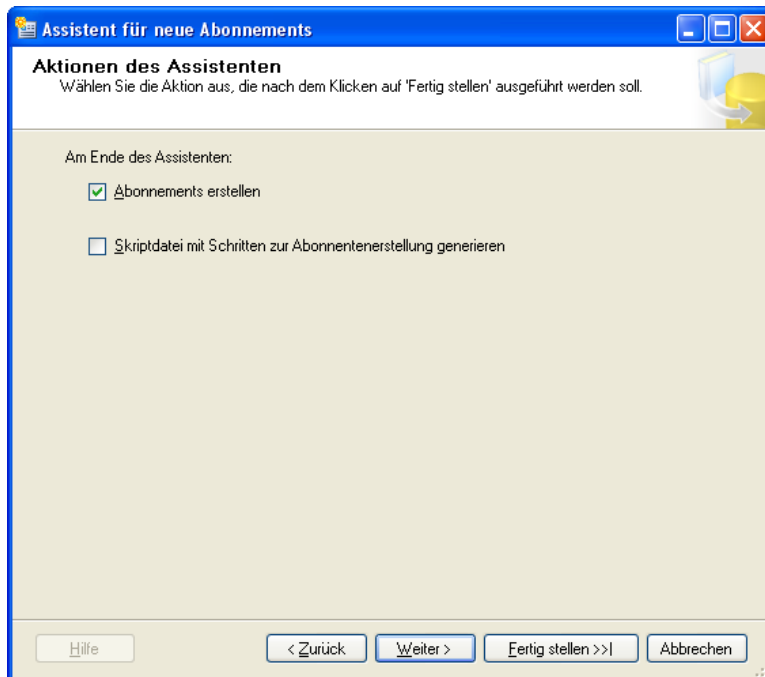 Assistent für neue Abonnements
Aktionen des Assistenten
Wählen Sie die Aktion aus, die nach dem Klicken auf 'Fertig stellen' ausgeführt werden soll.
Am Ende des Assistenten:
Abonnements erstellen
Skriptdatei mit Schritten zur Abonnentenerstellung generieren
Hilfe
< Zurück
Weiter >
Fertig stellen >>|
Abbrechen